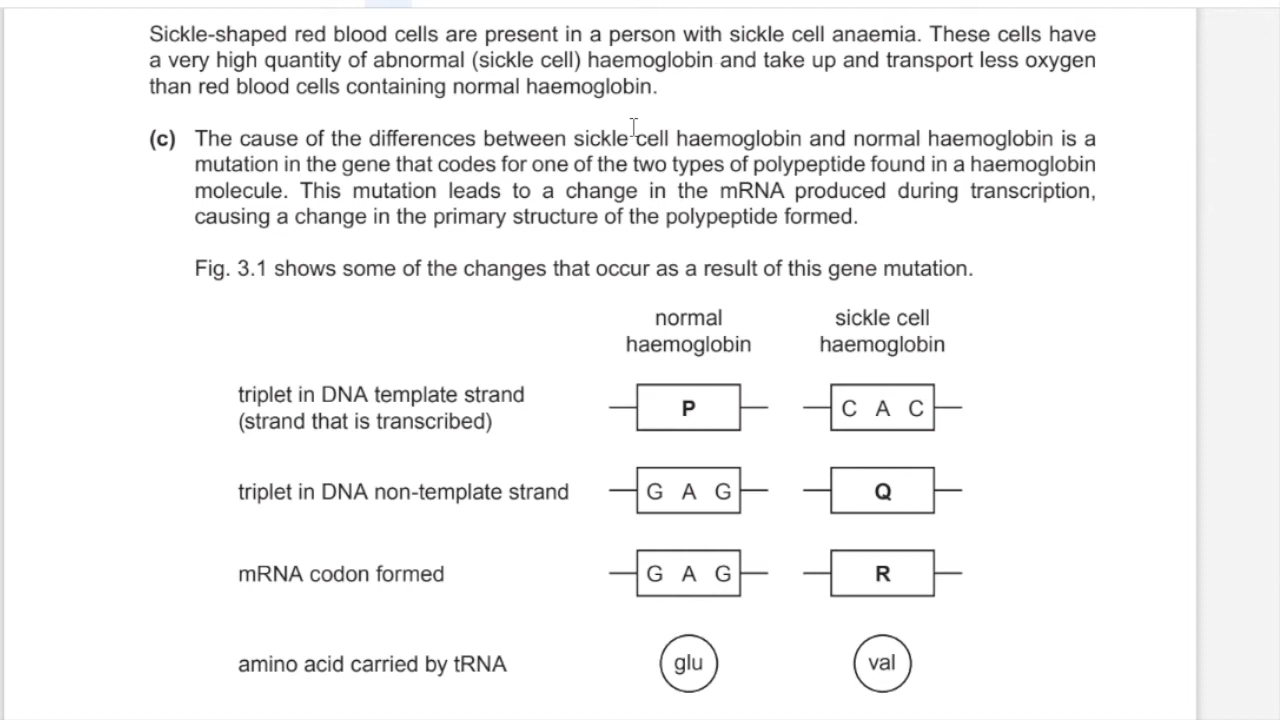 Sickle-shaped red blood cells are present in a person with sickle cell anaemia. These cells have
a very high quantity of abnormal (sickle cell) haemoglobin and take up and transport less oxygen
than red blood cells containing normal haemoglobin.
(c) The cause of the differences between sickle cell haemoglobin and normal haemoglobin is a
mutation in the gene that codes for one of the two types of polypeptide found in a haemoglobin
molecule. This mutation leads to a change in the mRNA produced during transcription,
causing a change in the primary structure of the polypeptide formed.
Fig. 3.1 shows some of the changes that occur as a result of this gene mutation.
normal sickle cell
haemoglobin haemoglobin
triplet in DNA template strand
(strand that is transcribed) P C A C
triplet in DNA non-template strand G A G Q
mRNA codon formed G A G R
amino acid carried by tRNA glu val